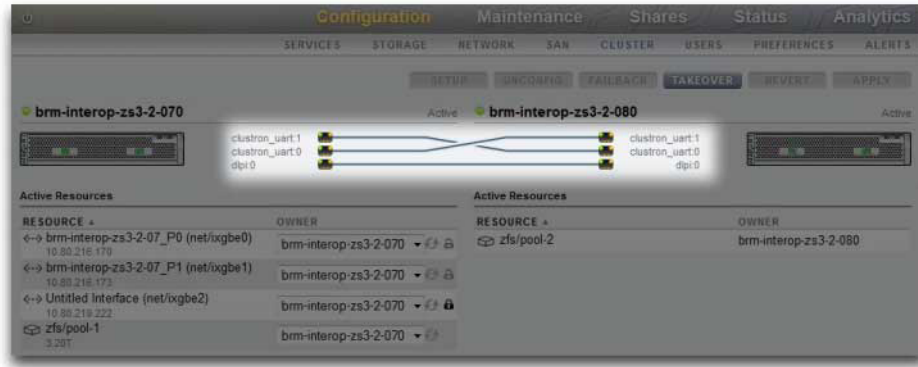 Configuration Maintenance Shares Status Analytics
SERVICES STORAGE NETWORK SAN CLUSTER USERS PREFERENCES ALERTS
SETUP UNCONFIG FAILBACK TAKEOVER REVERT APPLY
brm-interop-zs3-2-070 Active brm-interop-zs3-2-080 Active
clustron_uart:1 clustron_uart:1
clustron_uart:0 clustron_uart:0
dlpi:0 dlpi:0
Active Resources Active Resources
RESOURCE OWNER RESOURCE OWNER
brm-interop-zs3-2-07_P0 (net/ixgbe0) brm-interop-zs3-2-070 zfs/pool-2 brm-interop-zs3-2-080
10.80.216.170
brm-interop-zs3-2-07_P1 (net/ixgbe1) brm-interop-zs3-2-070
10.80.216.173
Untitled Interface (net/ixgbe2) brm-interop-zs3-2-070
10.80.219.222
zfs/pool-1 brm-interop-zs3-2-070
3.26T